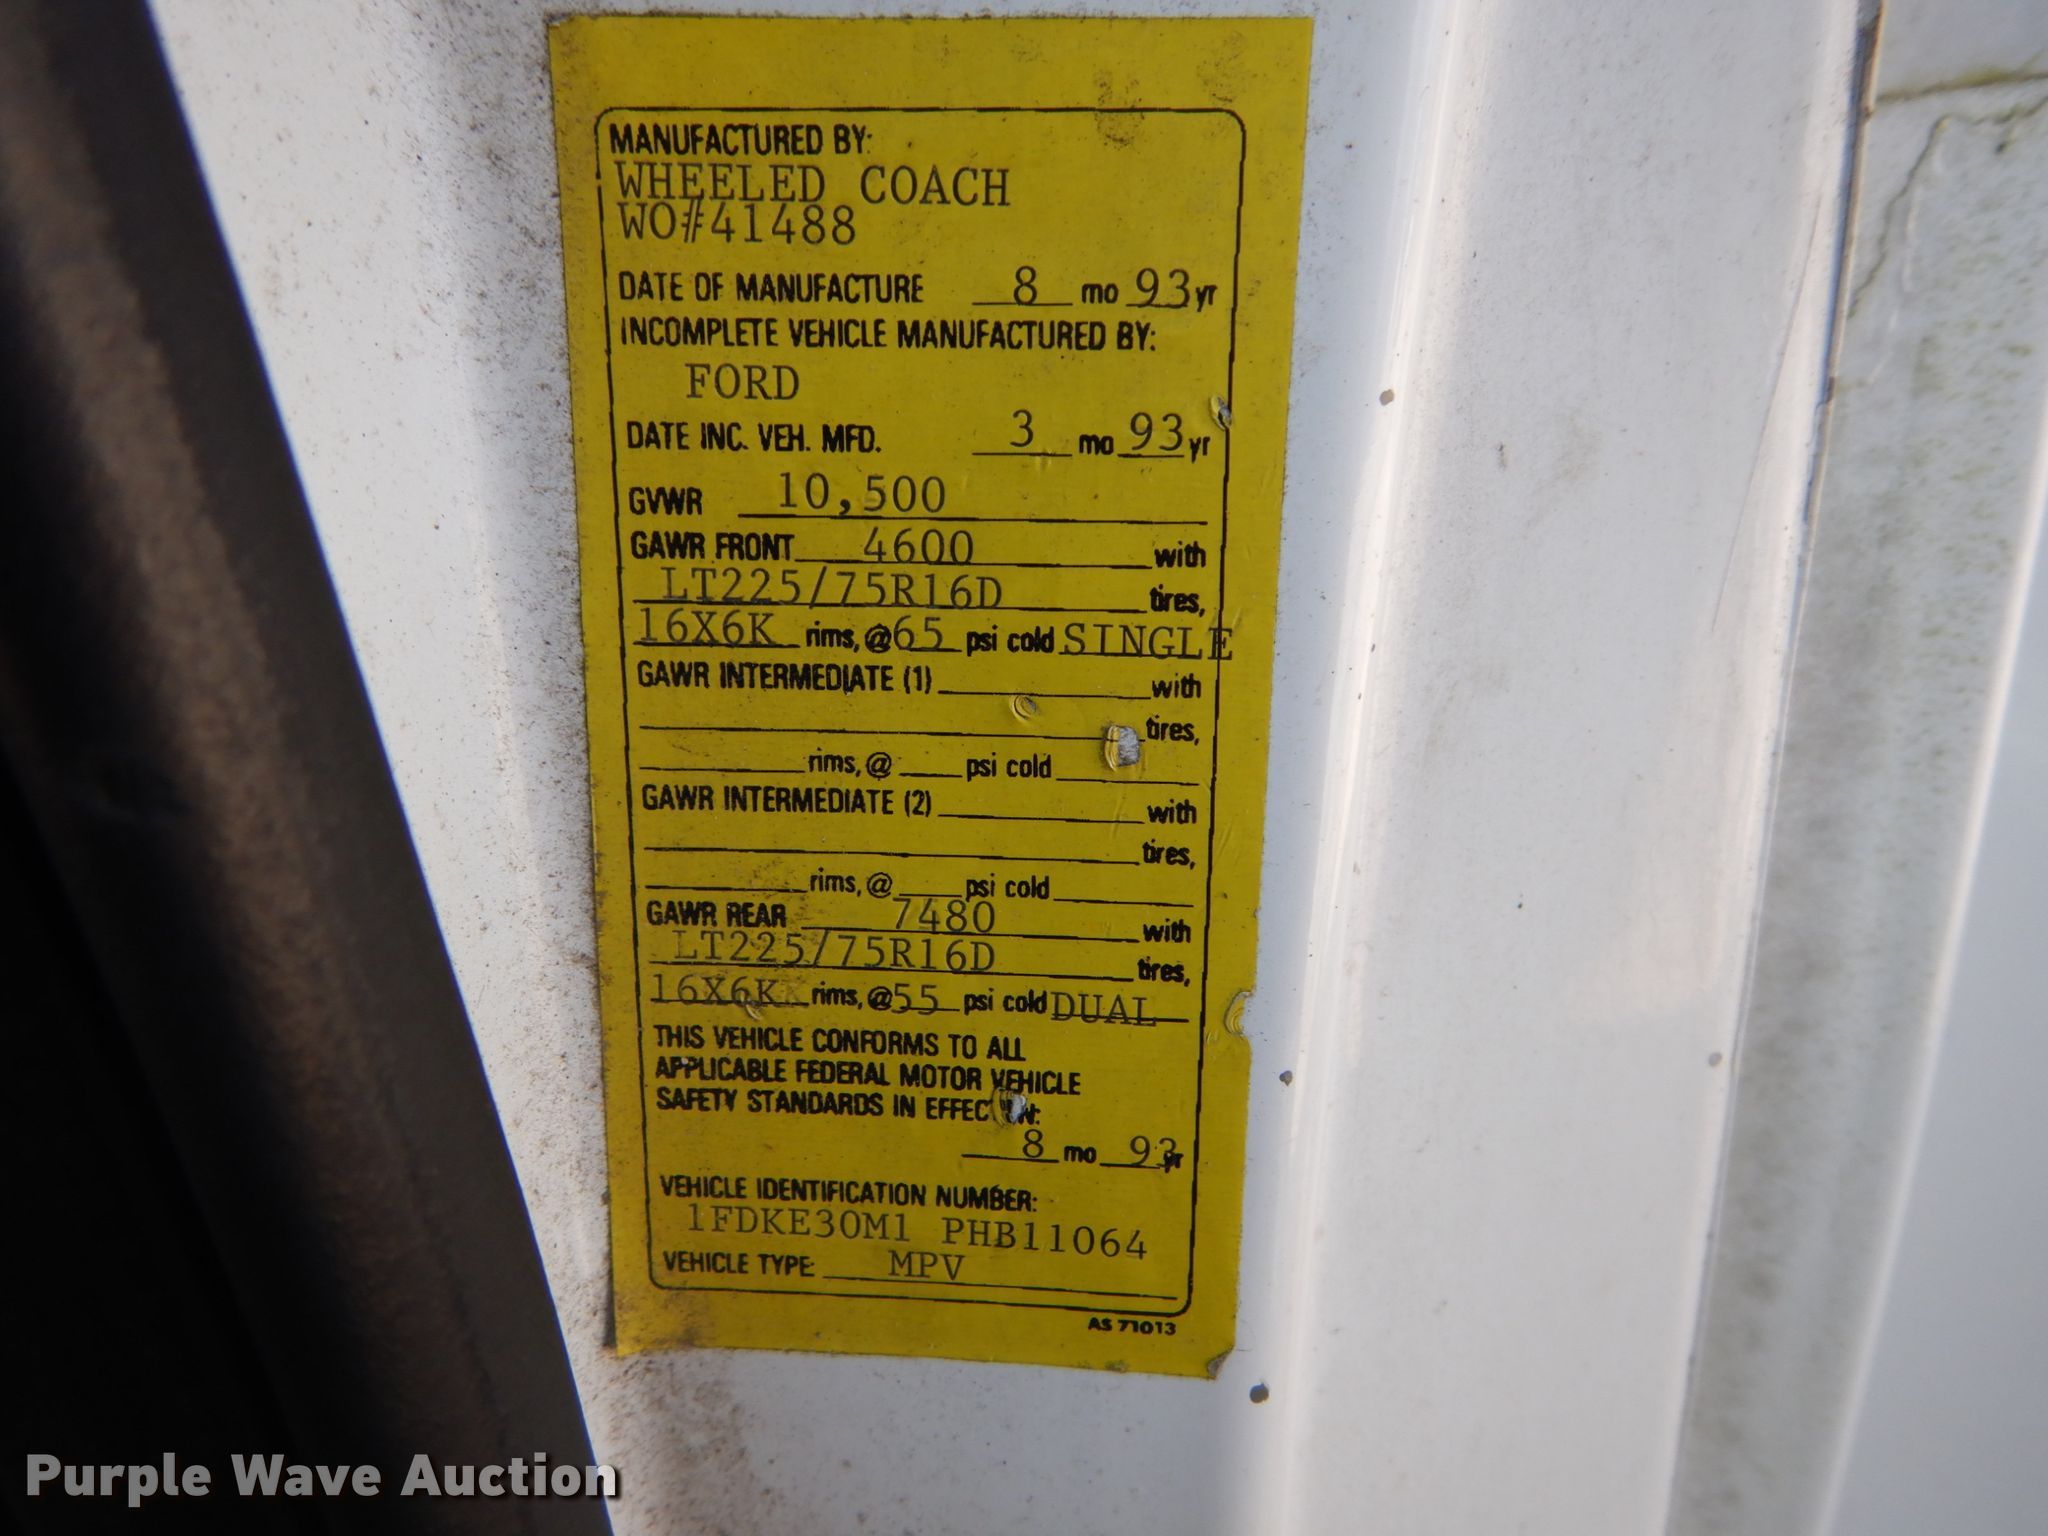 MANUFACTURED BY:
WHEELED COACH
WO#41488
DATE OF MANUFACTURE 8 mo 93 yr
INCOMPLETE VEHICLE MANUFACTURED BY:
FORD
DATE INC. VEH. MFD. 3 mo 93 yr
GVWR 10,500
GAWR FRONT 4600 with
LT225/75R16D tires,
16X6K rims, @ 65 psi cold SINGLE
GAWR INTERMEDIATE (1) with
tires,
rims, @ psi cold
GAWR INTERMEDIATE (2) with
tires,
rims, @ psi cold
GAWR REAR 7480 with
LT225/75R16D tires,
16X6K rims, @ 55 psi cold DUAL
THIS VEHICLE CONFORMS TO ALL
APPLICABLE FEDERAL MOTOR VEHICLE
SAFETY STANDARDS IN EFFECT IN:
8 mo 93 yr
VEHICLE IDENTIFICATION NUMBER:
1FDKE30M1 PHB11064
VEHICLE TYPE MPV
AS 71013
Purple Wave Auction